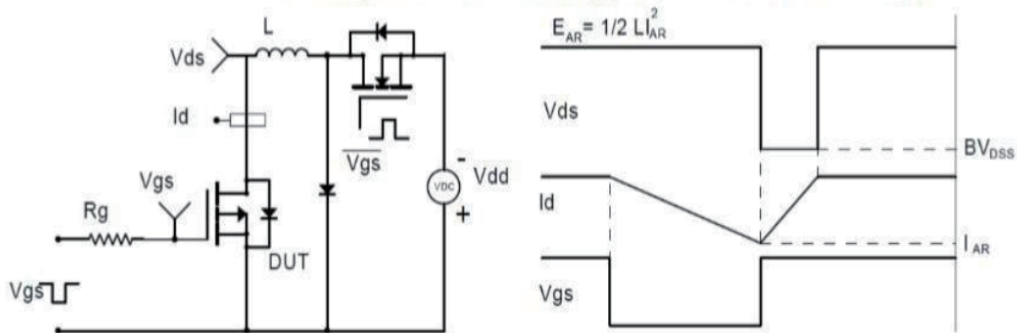 L
Vds
Id
Vgs
Rg
DUT
Vgs
Vgs
VDC
-
Vdd
+
E_AR = 1/2 LI_AR^2
Vds
BV_DSS
Id
I_AR
Vgs